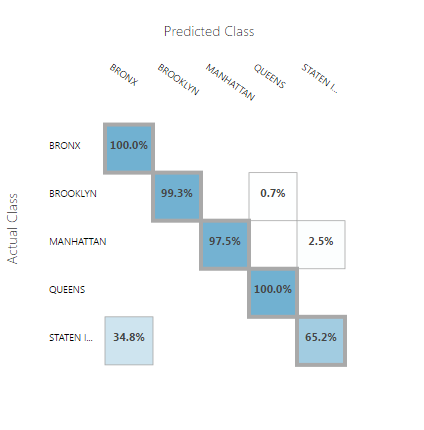 Predicted Class
BRONX
BROOKLYN
MANHATTAN
QUEENS
STATEN I...
Actual Class
BRONX 100.0%
BROOKLYN 99.3% 0.7%
MANHATTAN 97.5% 2.5%
QUEENS 100.0%
STATEN I... 34.8% 65.2%